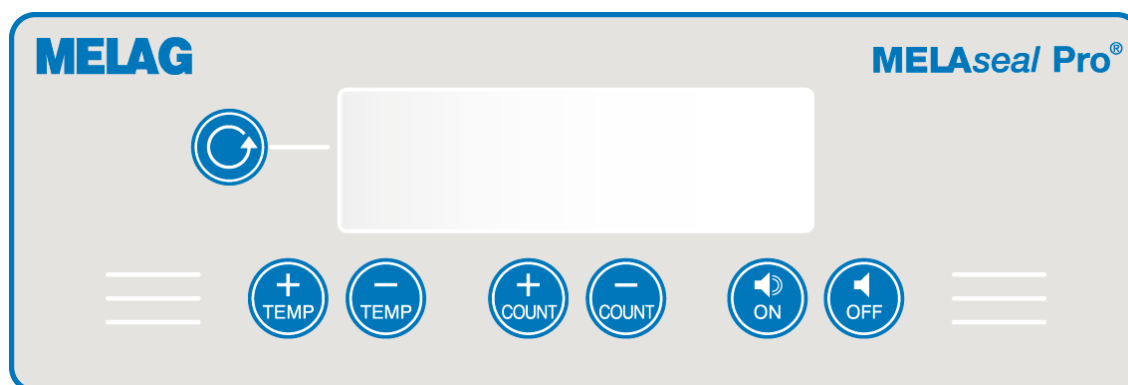 MELAG
MELAseal Pro®
+ TEMP
− TEMP
+ COUNT
− COUNT
ON
OFF